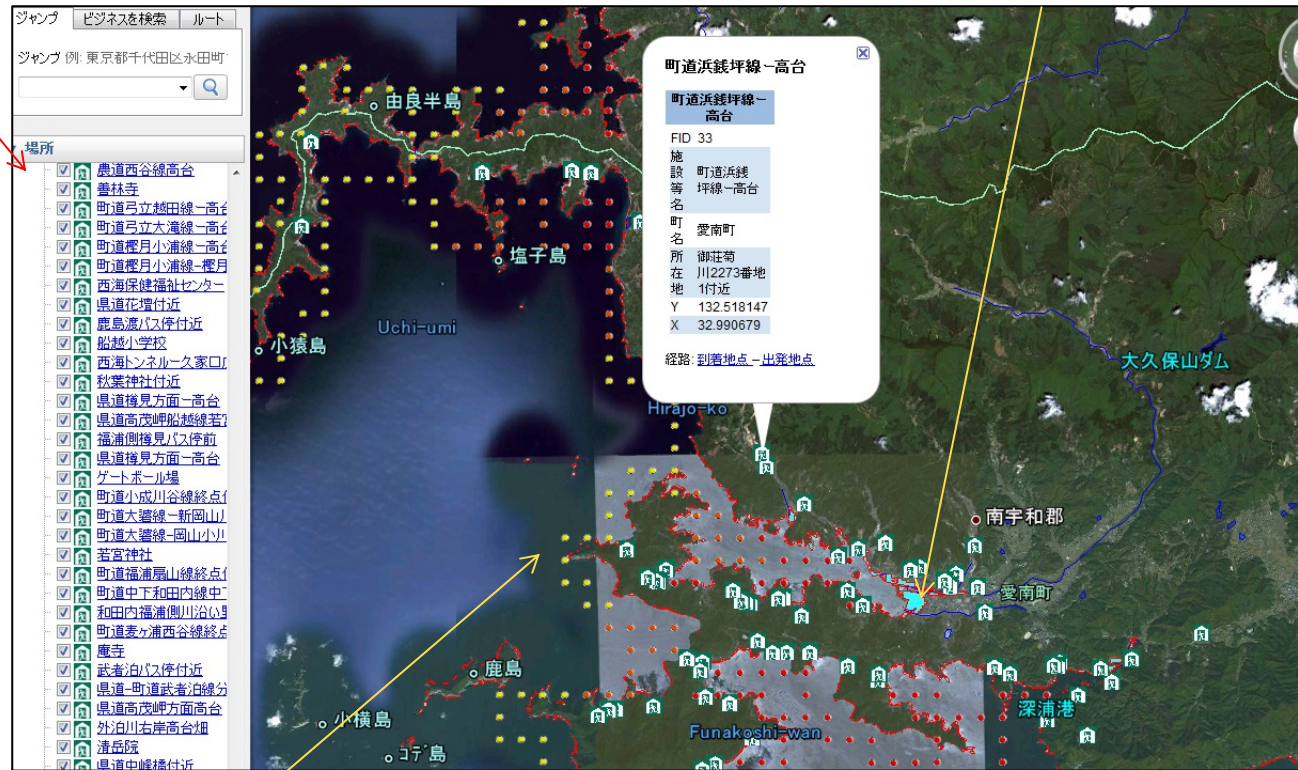 ジャンプ
ビジネスを検索
ルート
ジャンプ 例: 東京都千代田区永田町
場所
農道西谷線高台
善林寺
町道弓立越田線ー高台
町道弓立大滝線ー高台
町道樫月小浦線ー高台
町道樫月小浦線-樫月
西海保健福祉センター
県道花壇付近
鹿島渡バス停付近
船越小学校
西海トンネルー久家口
秋葉神社付近
県道樽見方面ー高台
県道高茂岬船越線若宮
福浦側樽見バス停前
県道樽見方面ー高台
ゲートボール場
町道小成川谷線終点
町道大碆線ー新岡山
町道大碆線-岡山小川
若宮神社
町道福浦扇山線終点
町道中下和田内線中
和田内福浦側川沿い
町道麦ヶ浦西谷線終点
庵寺
武者泊バス停付近
県道-町道武者泊線分
県道高茂岬方面高台
外泊川右岸高台畑
清岳院
県道中峰橋付近
町道浜銭坪線ー高台
町道浜銭坪線ー
高台
FID 33
施設等名 町道浜銭坪線ー高台
町名 愛南町
所在地 御荘菊川2273番地1付近
Y 132.518147
X 32.990679
経路: 到着地点 – 出発地点
由良半島
塩子島
Uchi-umi
小猿島
Hirajo-ko
大久保山ダム
南宇和郡
愛南町
鹿島
小横島
コデ島
Funakoshi-wan
深浦港